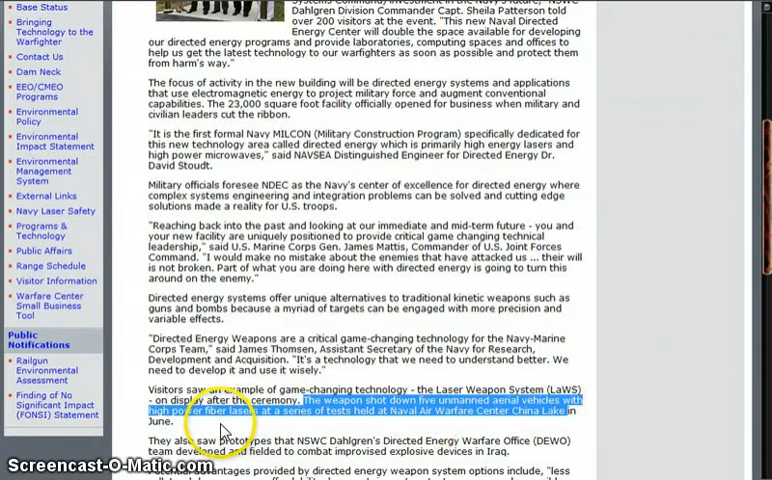 Base Status
Bringing
Technology to the
Warfighter
Contact Us
Dam Neck
EEO/CMEO
Programs
Environmental
Policy
Environmental
Impact Statement
Environmental
Management
System
External Links
Navy Laser Safety
Programs &
Technology
Public Affairs
Range Schedule
Visitor Information
Warfare Center
Small Business
Tool
Public
Notifications
Railgun
Environmental
Assessment
Finding of No
Significant Impact
(FONSI) Statement
Systems Command) investment in the Navy's future," NSWC
Dahlgren Division Commander Capt. Sheila Patterson told
over 200 visitors at the event. "This new Naval Directed
Energy Center will double the space available for developing
our directed energy programs and provide laboratories, computing spaces and offices to
help us get the latest technology to our warfighters as soon as possible and protect them
from harm's way."
The focus of activity in the new building will be directed energy systems and applications
that use electromagnetic energy to project military force and augment conventional
capabilities. The 23,000 square foot facility officially opened for business when military and
civilian leaders cut the ribbon.
"It is the first formal Navy MILCON (Military Construction Program) specifically dedicated for
this new technology area called directed energy which is primarily high energy lasers and
high power microwaves," said NAVSEA Distinguished Engineer for Directed Energy Dr.
David Stoudt.
Military officials foresee NDEC as the Navy's center of excellence for directed energy where
complex systems engineering and integration problems can be solved and cutting edge
solutions made a reality for U.S. troops.
"Reaching back into the past and looking at our immediate and mid-term future - you and
your new facility are uniquely positioned to provide critical game changing technical
leadership," said U.S. Marine Corps Gen. James Mattis, Commander of U.S. Joint Forces
Command. "I would make no mistake about the enemies that have attacked us ... their will
is not broken. Part of what you are doing here with directed energy is going to turn this
around on the enemy."
Directed energy systems offer unique alternatives to traditional kinetic weapons such as
guns and bombs because a myriad of targets can be engaged with more precision and
variable effects.
"Directed Energy Weapons are a critical game-changing technology for the Navy-Marine
Corps Team," said James Thomsen, Assistant Secretary of the Navy for Research,
Development and Acquisition. "It's a technology that we need to understand better. We
need to develop it and use it wisely."
Visitors saw an example of game-changing technology - the Laser Weapon System (LaWS)
- on display after the ceremony. The weapon shot down five unmanned aerial vehicles with
high power fiber lasers at a series of tests held at Naval Air Warfare Center China Lake in
June.
They also saw prototypes that NSWC Dahlgren's Directed Energy Warfare Office (DEWO)
team developed and fielded to combat improvised explosive devices in Iraq.
Potential advantages provided by directed energy weapon system options include, "less
Screencast-O-Matic.com